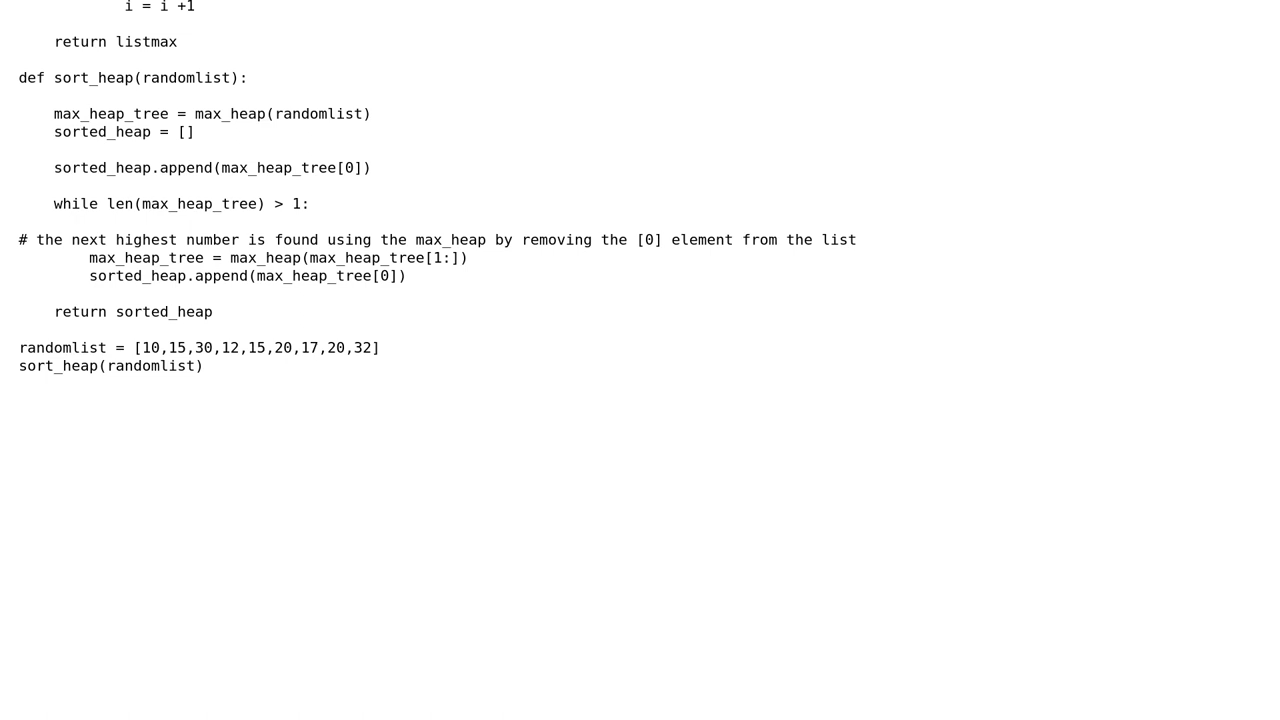 i = i +1
    return listmax
def sort_heap(randomlist):
    max_heap_tree = max_heap(randomlist)
    sorted_heap = []
    sorted_heap.append(max_heap_tree[0])
    while len(max_heap_tree) > 1:
# the next highest number is found using the max_heap by removing the [0] element from the list
        max_heap_tree = max_heap(max_heap_tree[1:])
        sorted_heap.append(max_heap_tree[0])
    return sorted_heap
randomlist = [10,15,30,12,15,20,17,20,32]
sort_heap(randomlist)